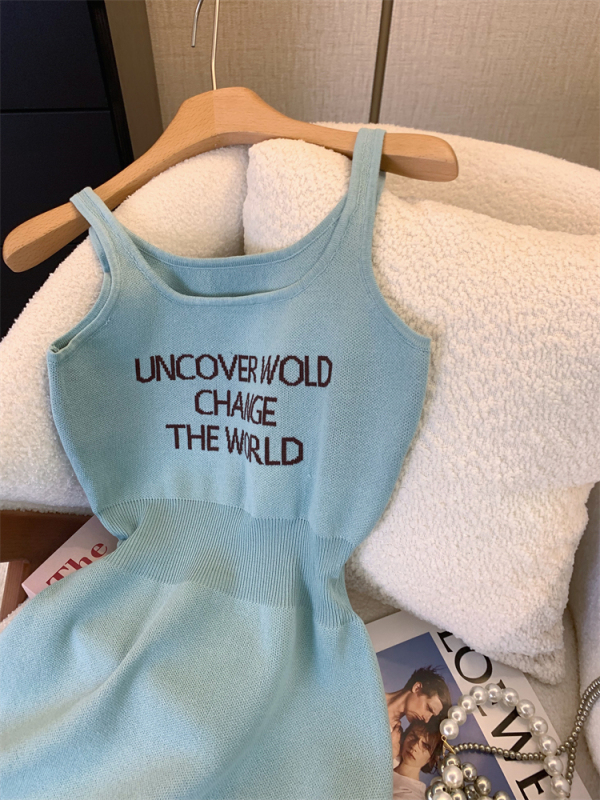 UNCOVER WOLD
CHANGE
THE WORLD
The
LOEWE